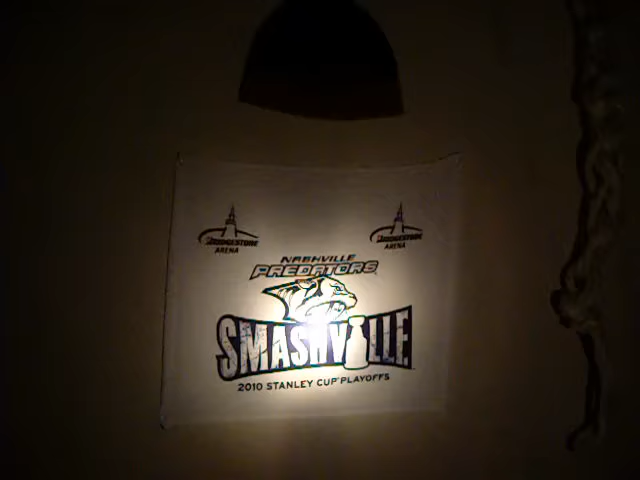 BRIDGESTONE ARENA
BRIDGESTONE ARENA
NASHVILLE
PREDATORS
SMASHVILLE
2010 STANLEY CUP PLAYOFFS